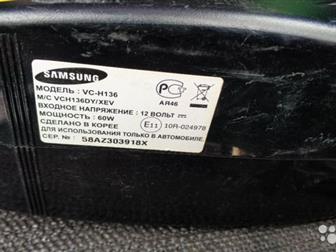 SAMSUNG
МОДЕЛЬ : VC-H136
M/C VCH136DY/XEV
AЯ46
ВХОДНОЕ НАПРЯЖЕНИЕ : 12 ВОЛЬТ
МОЩНОСТЬ : 60W
СДЕЛАНО В КОРЕЕ
E11 10R-024978
ДЛЯ ИСПОЛЬЗОВАНИЯ ТОЛЬКО В АВТОМОБИЛЕ
СЕР. № : 58AZ303918X